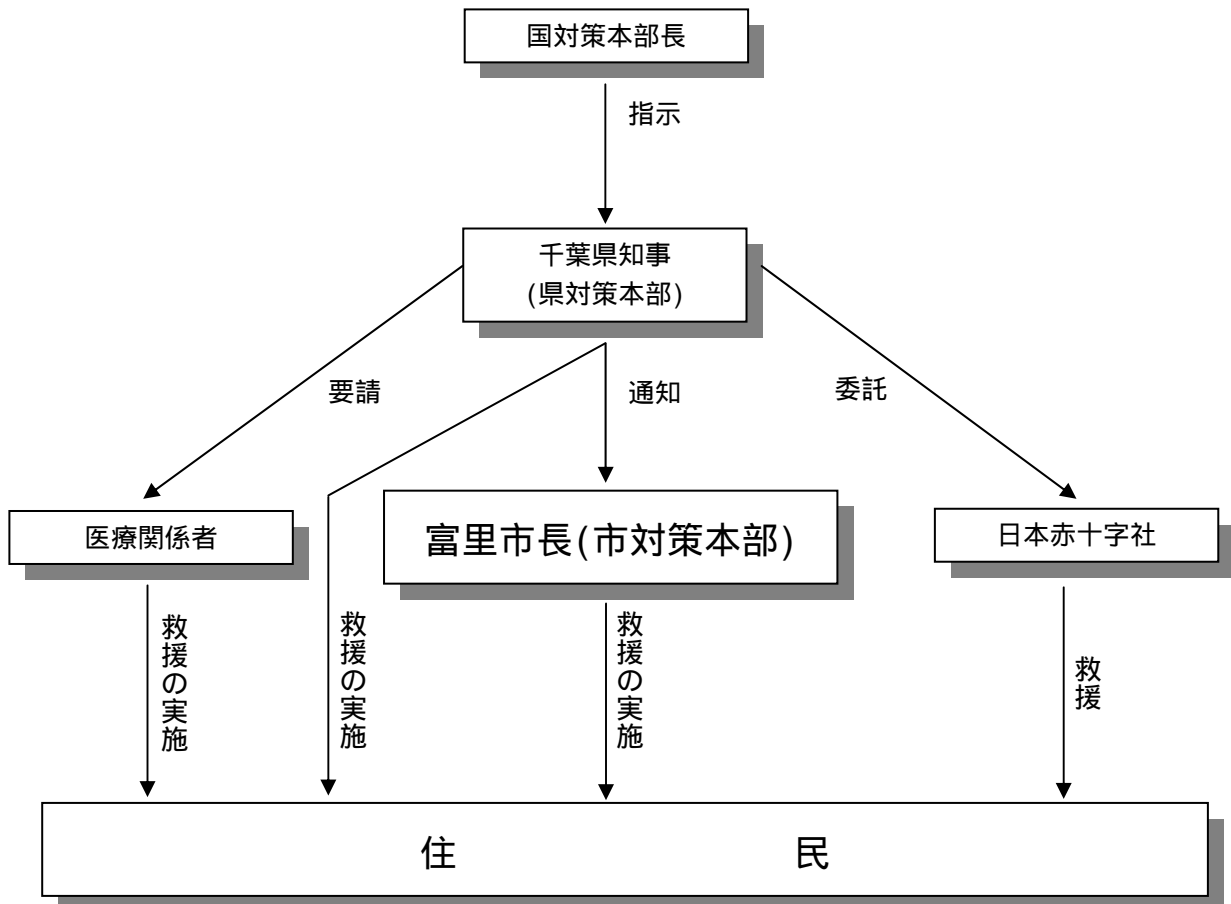 国対策本部長
指示
千葉県知事
(県対策本部)
要請
通知
委託
医療関係者
富里市長(市対策本部)
日本赤十字社
救援の実施
救援の実施
救援の実施
救援
住民